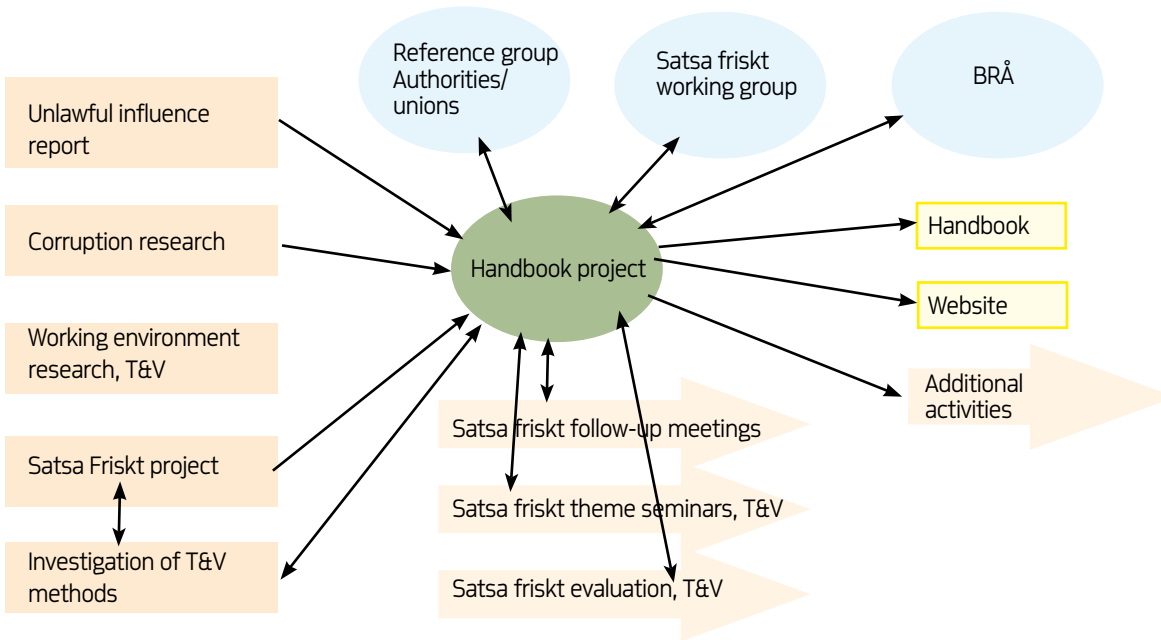 Reference group
Authorities/
unions
Satsa friskt
working group
BRÅ
Unlawful influence
report
Corruption research
Working environment
research, T&V
Satsa Friskt project
Investigation of T&V
methods
Handbook project
Handbook
Website
Additional
activities
Satsa friskt follow-up meetings
Satsa friskt theme seminars, T&V
Satsa friskt evaluation, T&V